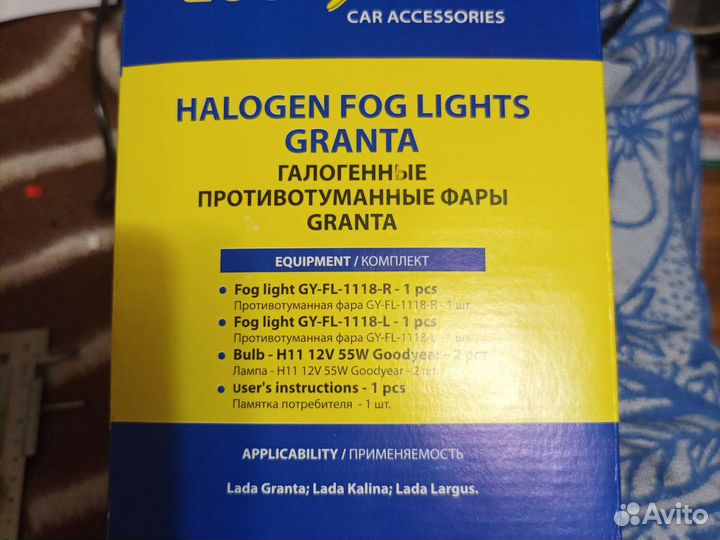 CAR ACCESSORIES
HALOGEN FOG LIGHTS
GRANTA
ГАЛОГЕННЫЕ
ПРОТИВОТУМАННЫЕ ФАРЫ
GRANTA
EQUIPMENT / КОМПЛЕКТ
Fog light GY-FL-1118-R - 1 pcs
Противотуманная фара GY-FL-1118-R - 1 шт.
Fog light GY-FL-1118-L - 1 pcs
Противотуманная фара GY-FL-1118-L - 1 шт.
Bulb - H11 12V 55W Goodyear - 2 pcs
Лампа - H11 12V 55W Goodyear - 2 шт.
User's instructions - 1 pcs
Памятка потребителя - 1 шт.
APPLICABILITY / ПРИМЕНЯЕМОСТЬ
Lada Granta; Lada Kalina; Lada Largus.
Avito